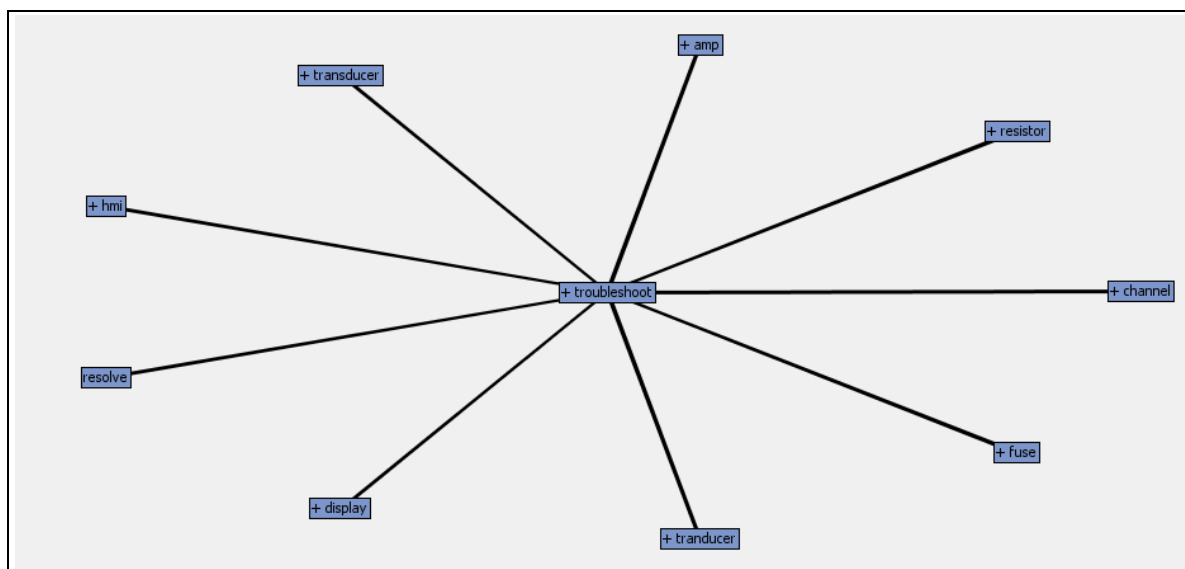 + amp
+ transducer
+ resistor
+ hmi
+ troubleshoot
+ channel
resolve
+ fuse
+ display
+ tranducer